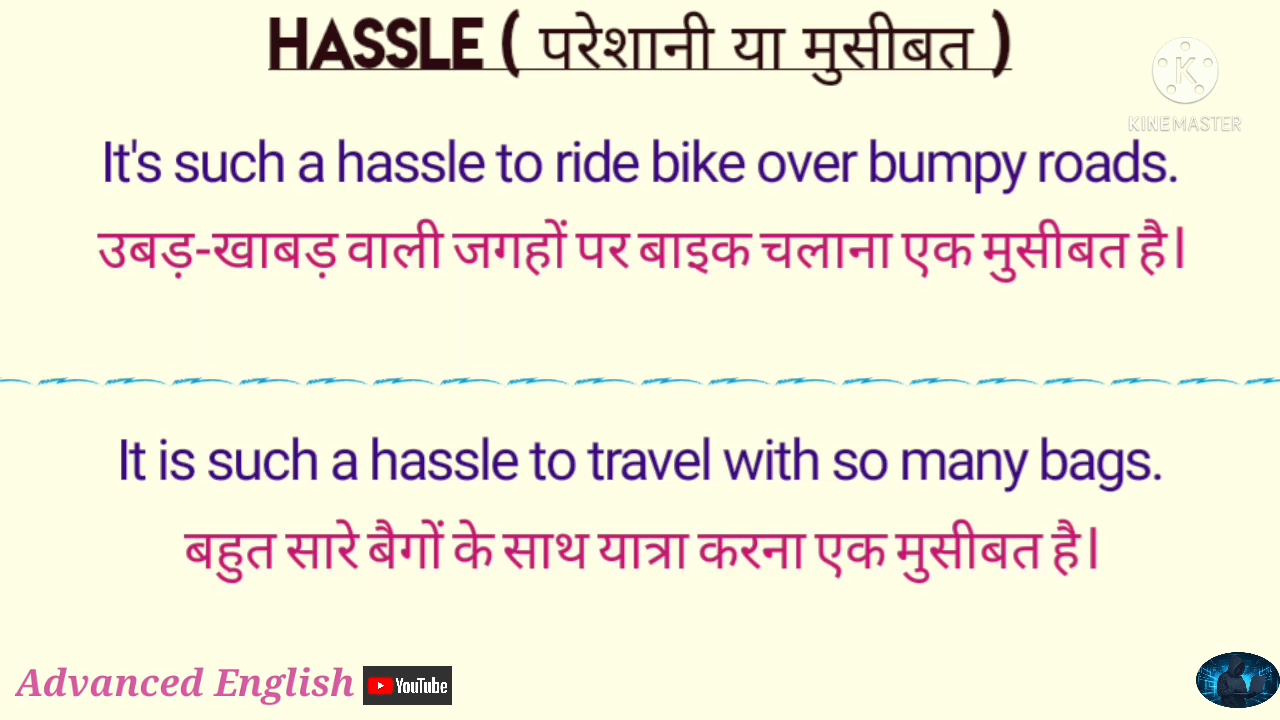 HASSLE ( परेशानी या मुसीबत )
KINEMASTER
It's such a hassle to ride bike over bumpy roads.
उबड़-खाबड़ वाली जगहों पर बाइक चलाना एक मुसीबत है।
It is such a hassle to travel with so many bags.
बहुत सारे बैगों के साथ यात्रा करना एक मुसीबत है।
Advanced English YouTube